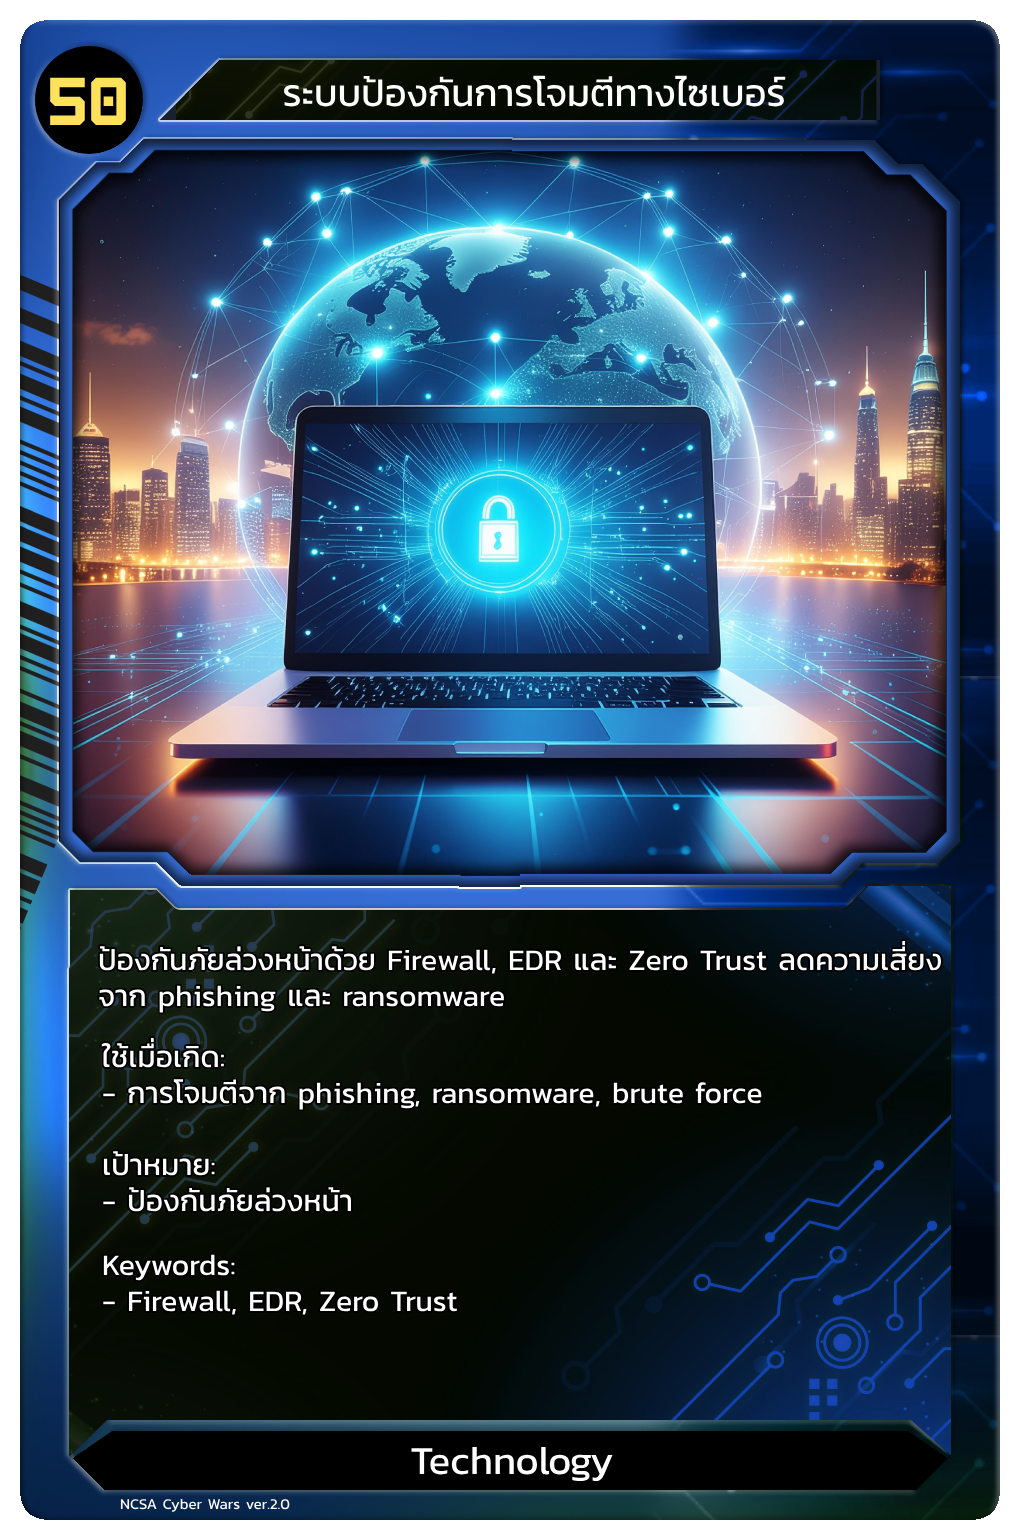 50
ระบบป้องกันการโจมตีทางไซเบอร์
ป้องกันภัยล่วงหน้าด้วย Firewall, EDR และ Zero Trust ลดความเสี่ยง
จาก phishing และ ransomware
ใช้เมื่อเกิด:
- การโจมตีจาก phishing, ransomware, brute force
เป้าหมาย:
- ป้องกันภัยล่วงหน้า
Keywords:
- Firewall, EDR, Zero Trust
Technology
NCSA Cyber Wars ver.2.0